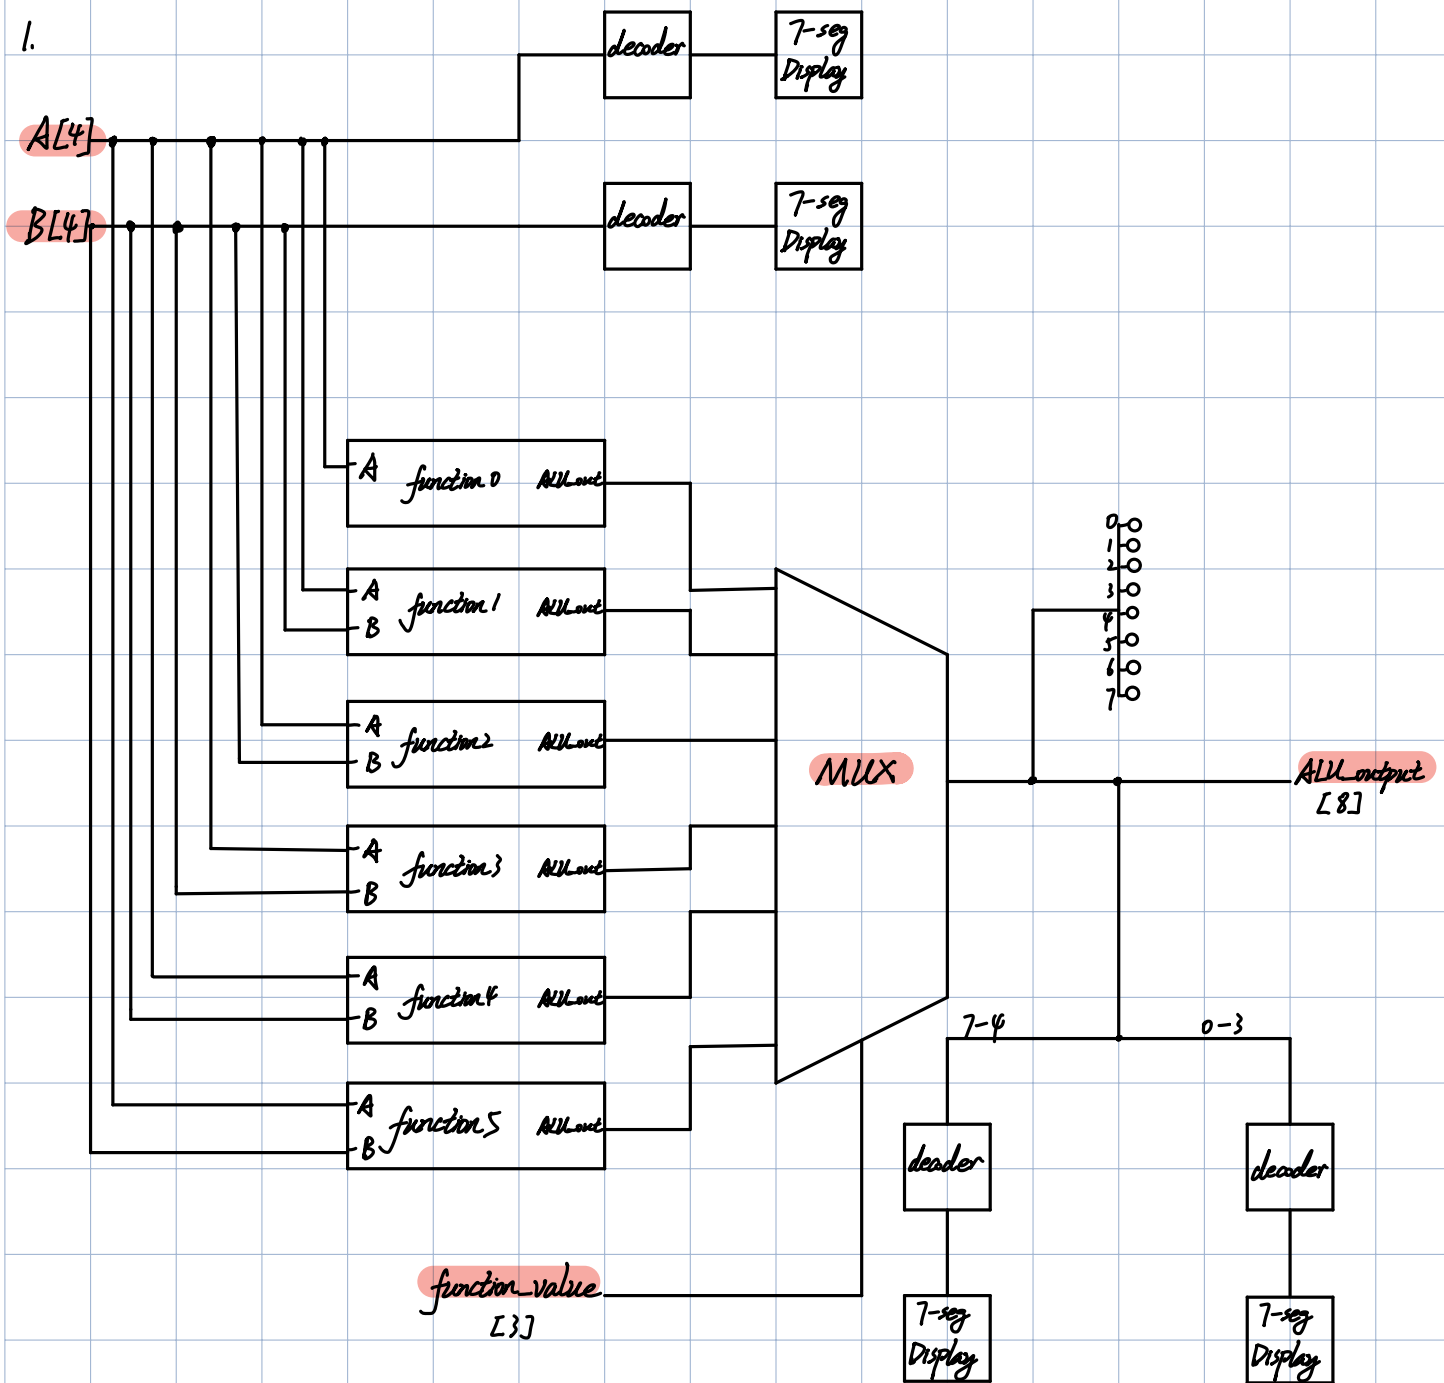 1.
decoder
7-seg
Display
A[4]
B[4]
decoder
7-seg
Display
A function 0 ALU_out
A function 1 ALU_out
B
A function 2 ALU_out
B
A function 3 ALU_out
B
A function 4 ALU_out
B
A function 5 ALU_out
B
MUX
0
1
2
3
4
5
6
7
ALU_output
[8]
7-4
0-3
decoder
decoder
function_value
[3]
7-seg
Display
7-seg
Display